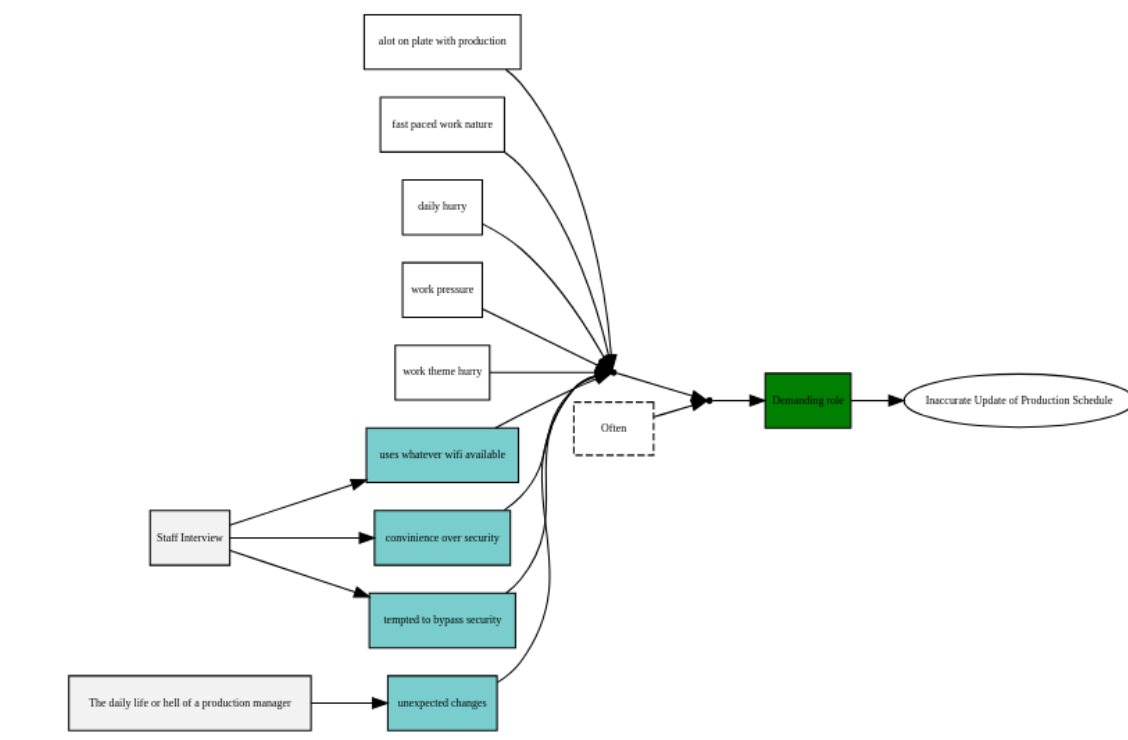 alot on plate with production
fast paced work nature
daily hurry
work pressure
work theme hurry
Often
Demanding role
Inaccurate Update of Production Schedule
uses whatever wifi available
Staff Interview
convinience over security
tempted to bypass security
The daily life or hell of a production manager
unexpected changes